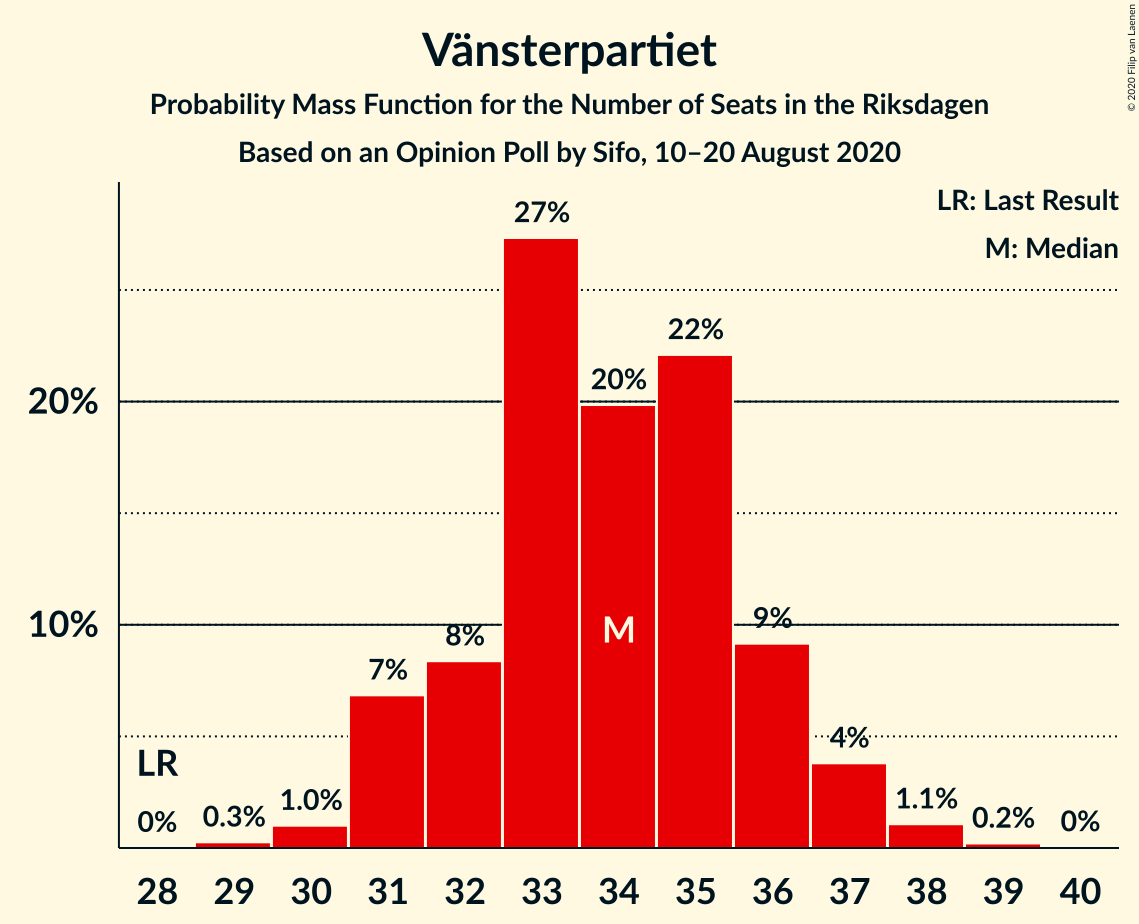 Vänsterpartiet
Probability Mass Function for the Number of Seats in the Riksdagen
Based on an Opinion Poll by Sifo, 10–20 August 2020
© 2020 Filip van Laenen
LR: Last Result
M: Median
27%
22%
20%
20%
10%
9%
8%
M
7%
4%
LR
1.0%
1.1%
0%
0.3%
0.2%
0%
28 29 30 31 32 33 34 35 36 37 38 39 40